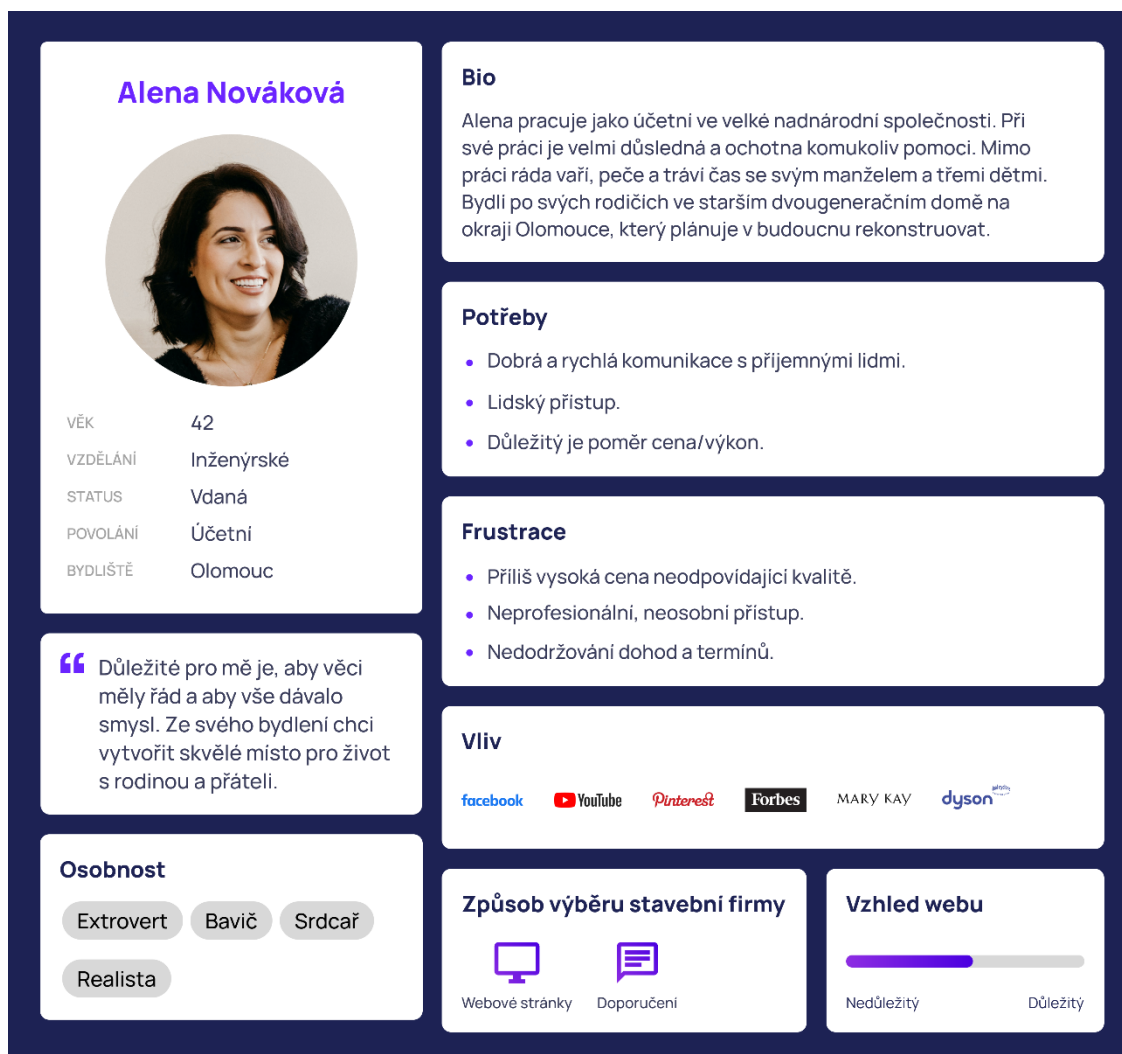 Alena Nováková
VĚK 42
VZDĚLÁNÍ Inženýrské
STATUS Vdaná
POVOLÁNÍ Účetní
BYDLIŠTĚ Olomouc
“ Důležité pro mě je, aby věci
měly řád a aby vše dávalo
smysl. Ze svého bydlení chci
vytvořit skvělé místo pro život
s rodinou a přáteli.
Osobnost
Extrovert Bavič Srdcař
Realista
Bio
Alena pracuje jako účetní ve velké nadnárodní společnosti. Při
své práci je velmi důsledná a ochotna komukoliv pomoci. Mimo
práci ráda vaří, peče a tráví čas se svým manželem a třemi dětmi.
Bydlí po svých rodičích ve starším dvougeneračním domě na
okraji Olomouce, který plánuje v budoucnu rekonstruovat.
Potřeby
• Dobrá a rychlá komunikace s příjemnými lidmi.
• Lidský přístup.
• Důležitý je poměr cena/výkon.
Frustrace
• Příliš vysoká cena neodpovídající kvalitě.
• Neprofesionální, neosobní přístup.
• Nedodržování dohod a termínů.
Vliv
facebook YouTube Pinterest Forbes MARY KAY dyson
Způsob výběru stavební firmy
Webové stránky Doporučení
Vzhled webu
Nedůležitý Důležitý